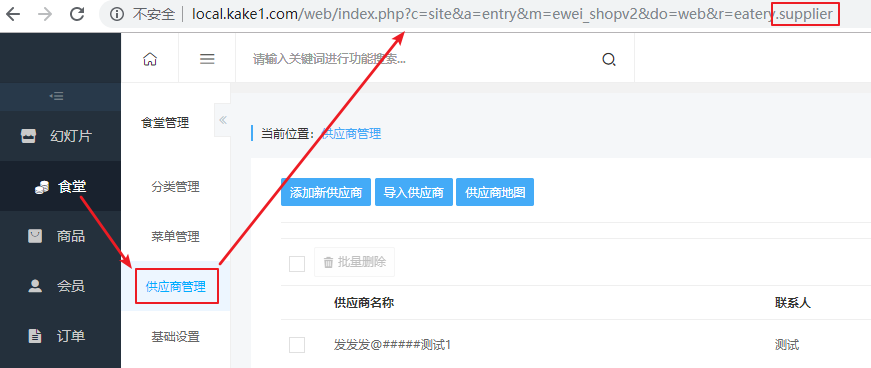 不安全 local.kake1.com/web/index.php?c=site&a=entry&m=ewei_shopv2&do=web&r=eatery.supplier
请输入关键词进行功能搜索...
幻灯片
食堂
商品
会员
订单
食堂管理
分类管理
菜单管理
供应商管理
基础设置
当前位置：供应商管理
添加新供应商 导入供应商 供应商地图
批量删除
供应商名称 联系人
发发发@#####测试1 测试